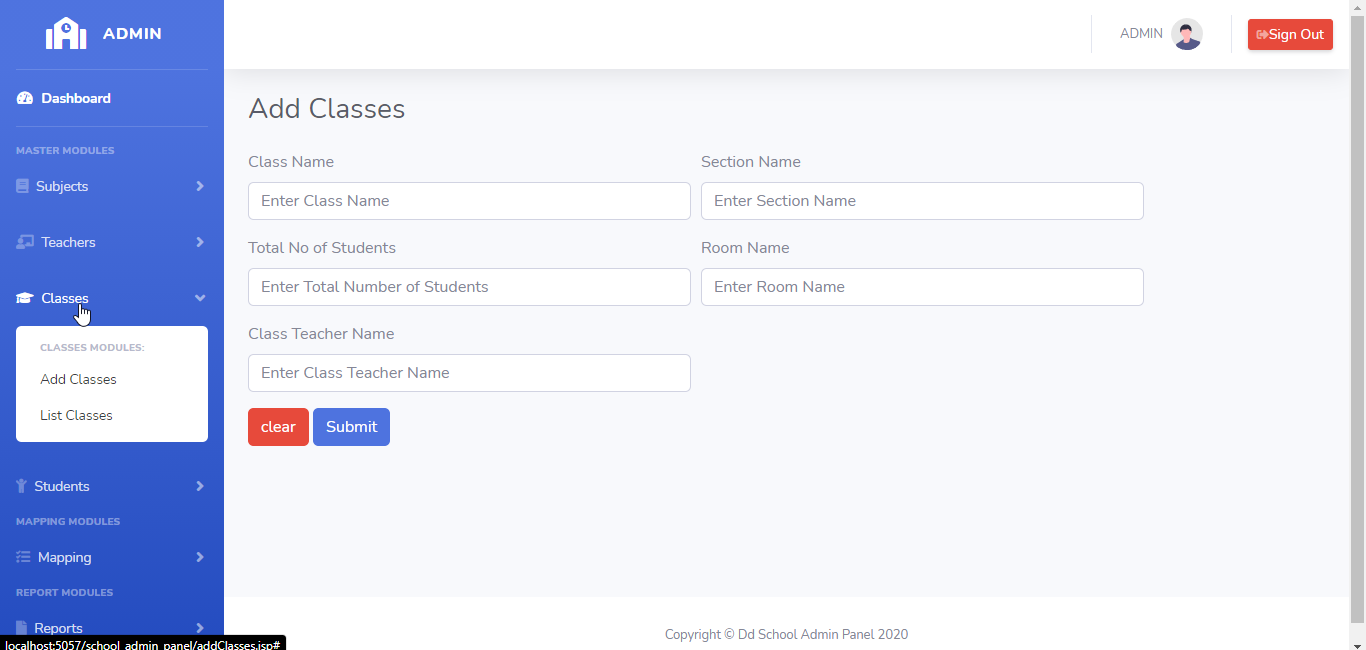 ADMIN
ADMIN
Sign Out
Dashboard
MASTER MODULES
Subjects
Teachers
Classes
CLASSES MODULES:
Add Classes
List Classes
Students
MAPPING MODULES
Mapping
REPORT MODULES
Reports
localhost:5057/school_admin_panel/addClasses.jsp#
Add Classes
Class Name
Section Name
Enter Class Name
Enter Section Name
Total No of Students
Room Name
Enter Total Number of Students
Enter Room Name
Class Teacher Name
Enter Class Teacher Name
clear
Submit
Copyright © Dd School Admin Panel 2020